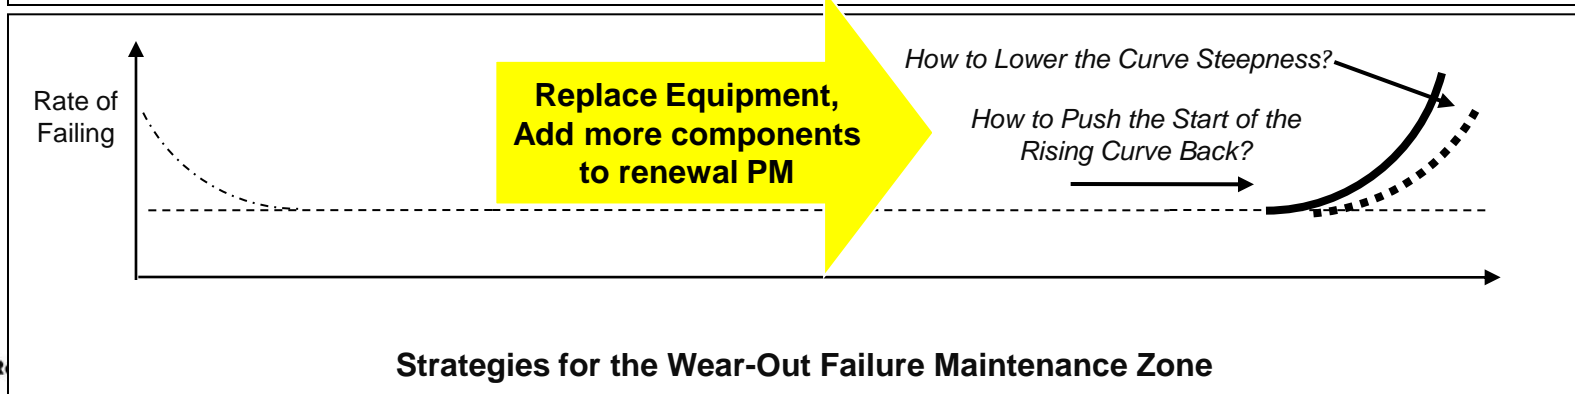 Rate of
Failing
Replace Equipment,
Add more components
to renewal PM
How to Lower the Curve Steepness?
How to Push the Start of the
Rising Curve Back?
Strategies for the Wear-Out Failure Maintenance Zone